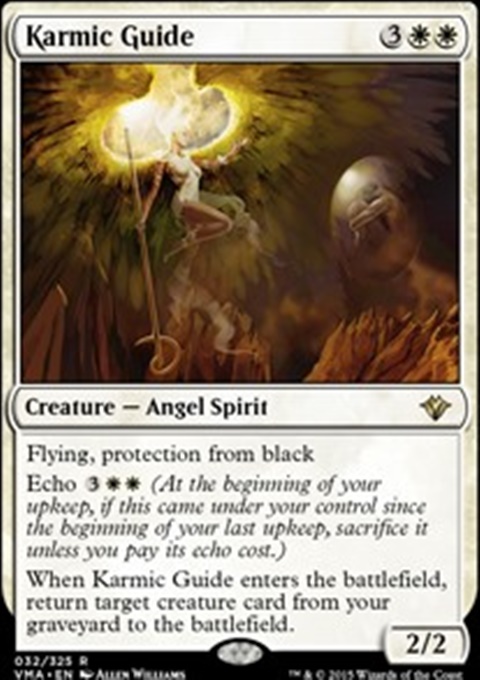 Karmic Guide 3
Creature — Angel Spirit
Flying, protection from black
Echo 3 (At the beginning of your
upkeep, if this came under your control since
the beginning of your last upkeep, sacrifice it
unless you pay its echo cost.)
When Karmic Guide enters the battlefield,
return target creature card from your
graveyard to the battlefield.
2/2
032/325 R
VMA • EN Allen Williams ™ & © 2015 Wizards of the Coast